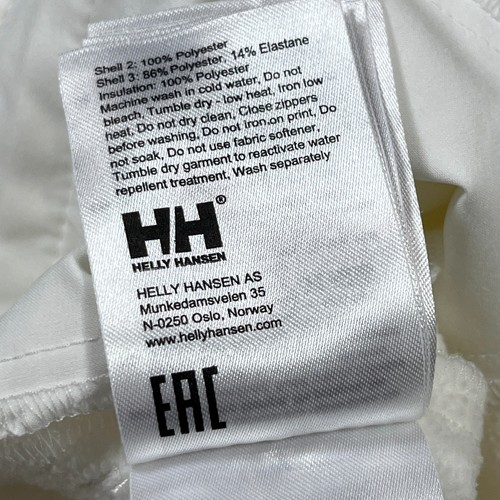 Shell 2: 100% Polyester
Shell 3: 86% Polyester, 14% Elastane
Insulation: 100% Polyester
Machine wash in cold water, Do not
bleach, Tumble dry - low heat, Iron low
heat, Do not dry clean, Close zippers
before washing, Do not iron on print, Do
not soak, Do not use fabric softener,
Tumble dry garment to reactivate water
repellent treatment, Wash separately
HH®
HELLY HANSEN
HELLY HANSEN AS
Munkedamsveien 35
N-0250 Oslo, Norway
www.hellyhansen.com
EAC